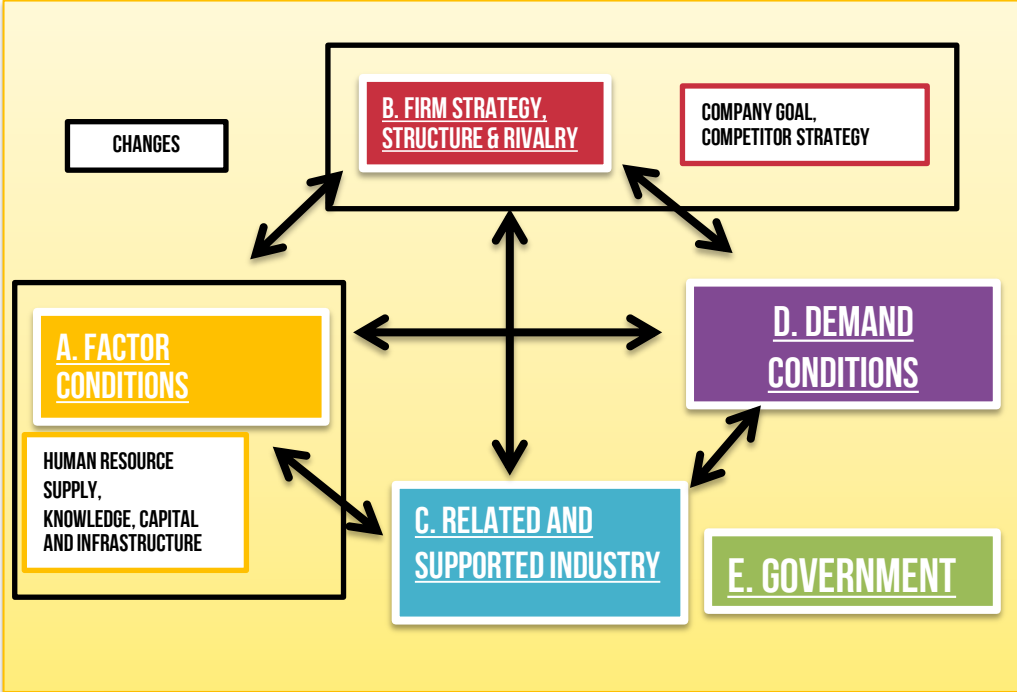 B. FIRM STRATEGY,
STRUCTURE & RIVALRY
COMPANY GOAL,
COMPETITOR STRATEGY
CHANGES
A. FACTOR
CONDITIONS
D. DEMAND
CONDITIONS
HUMAN RESOURCE
SUPPLY,
KNOWLEDGE, CAPITAL
AND INFRASTRUCTURE
C. RELATED AND
SUPPORTED INDUSTRY
E. GOVERNMENT